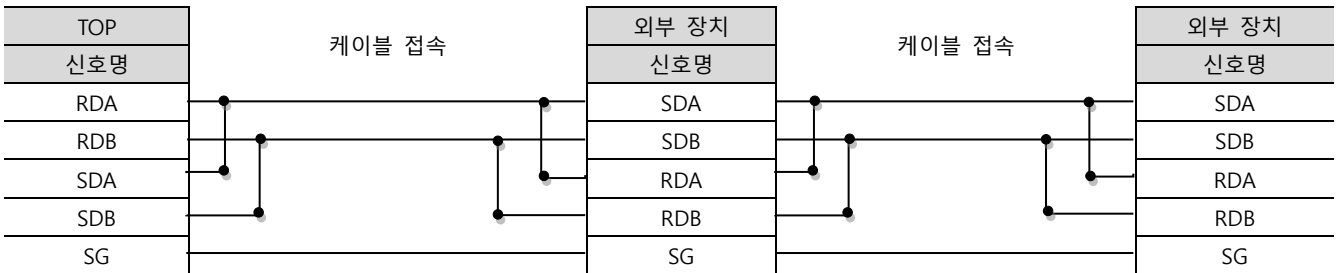 TOP 케이블 접속 외부 장치 케이블 접속 외부 장치
신호명 신호명 신호명
RDA SDA SDA
RDB SDB SDB
SDA RDA RDA
SDB RDB RDB
SG SG SG